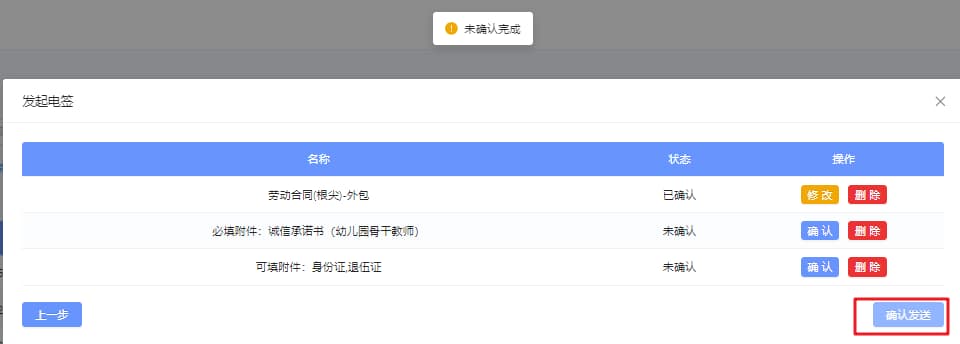 未确认完成
发起电签
名称 状态 操作
劳动合同(根尖)-外包 已确认 修改 删除
必填附件：诚信承诺书（幼儿园骨干教师） 未确认 确认 删除
可填附件：身份证,退伍证 未确认 确认 删除
上一步 确认发送